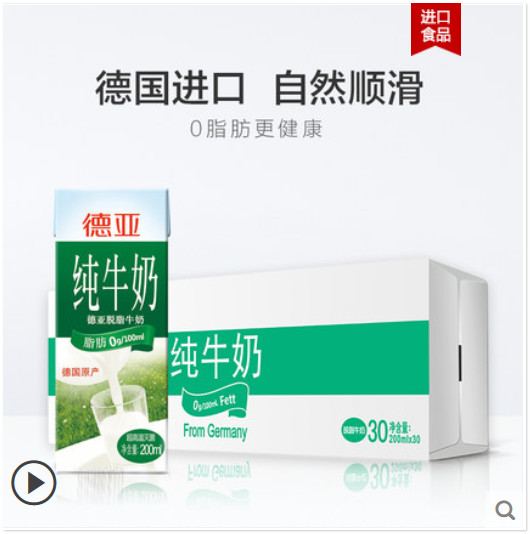 进口
食品
德国进口 自然顺滑
0脂肪更健康
德亚
纯牛奶
德亚脱脂牛奶
脂肪 0g/100ml
德国原产
超高温灭菌
净含量: 200ml
纯牛奶
0g/100mL Fett
From Germany
脱脂牛奶
30
净含量:
200mlx30